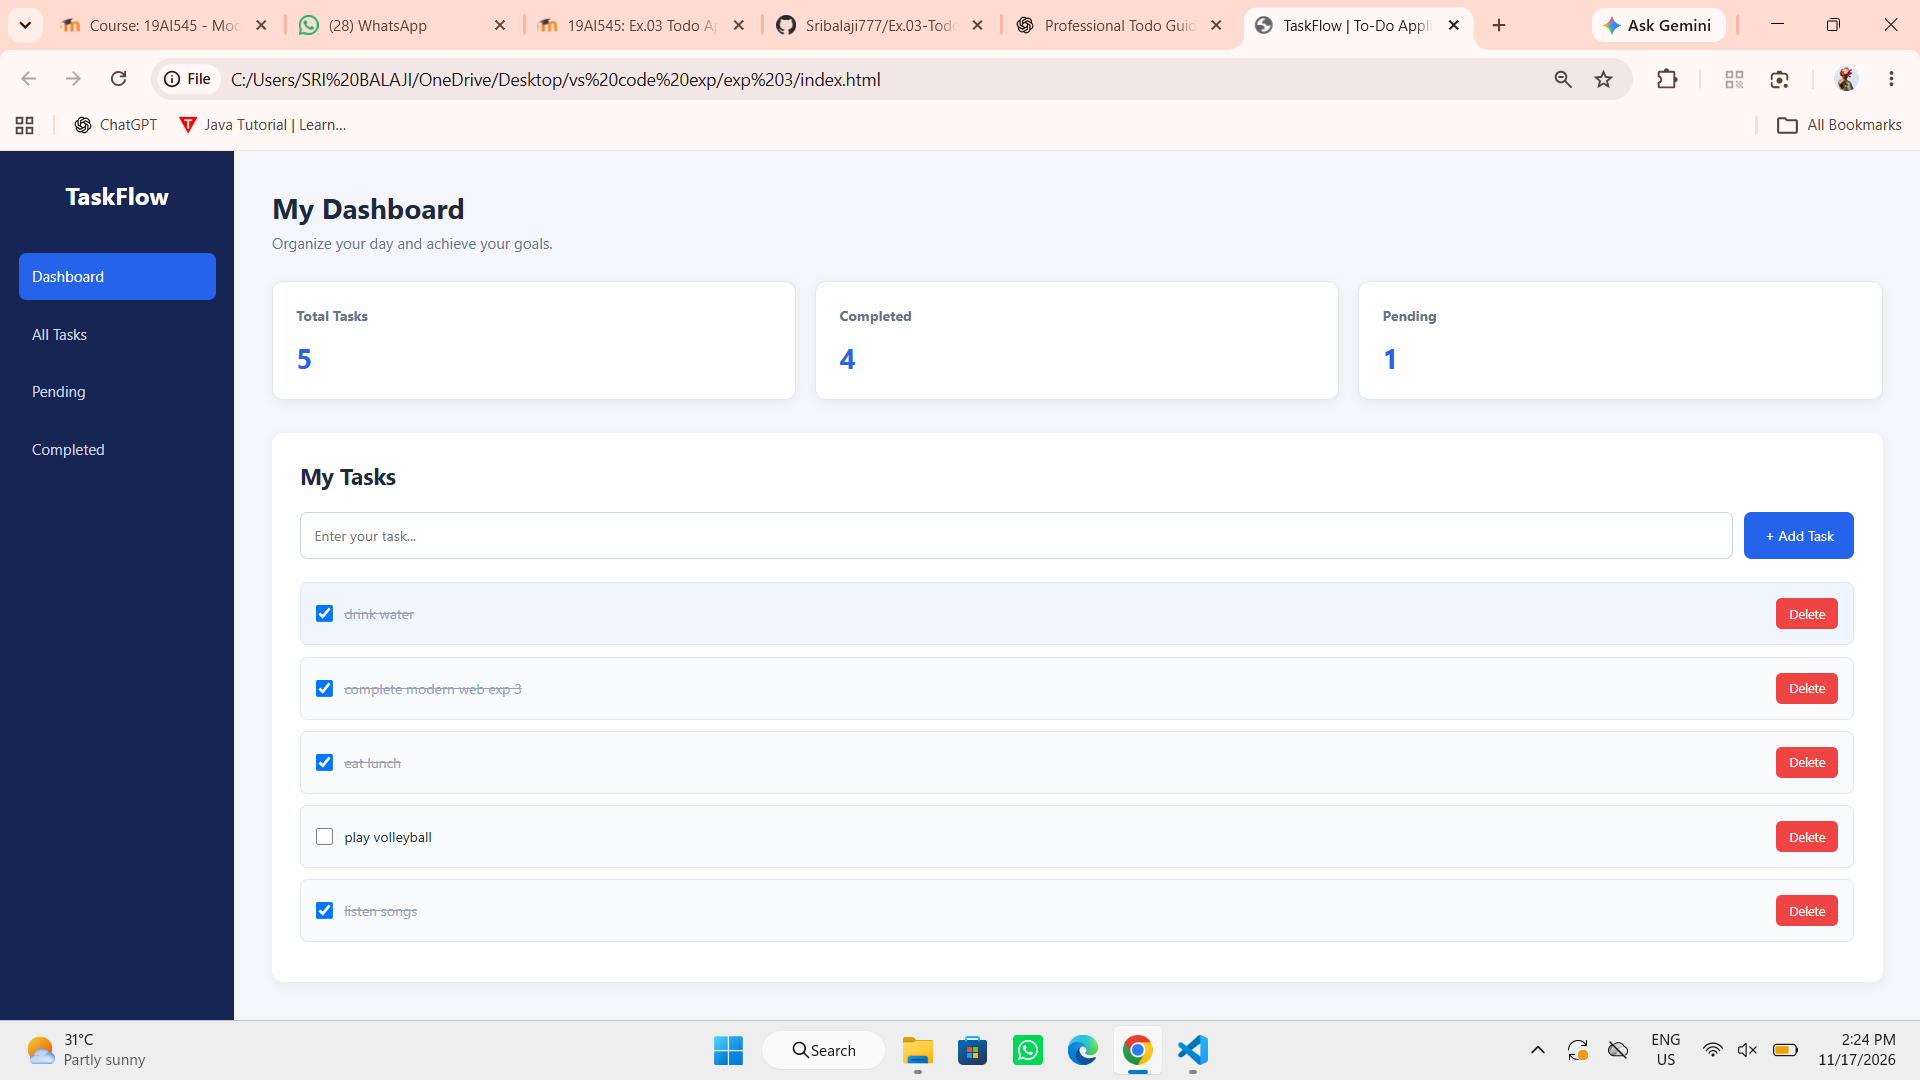 Course: 19AI545 - Moo
(28) WhatsApp
19AI545: Ex.03 Todo Ap
Sribalaji777/Ex.03-Todo
Professional Todo Guid
TaskFlow | To-Do Appli
Ask Gemini
File
C:/Users/SRI%20BALAJI/OneDrive/Desktop/vs%20code%20exp/exp%203/index.html
ChatGPT
Java Tutorial | Learn...
All Bookmarks
TaskFlow
Dashboard
All Tasks
Pending
Completed
My Dashboard
Organize your day and achieve your goals.
Total Tasks
5
Completed
4
Pending
1
My Tasks
Enter your task...
+ Add Task
drink water
Delete
complete modern web exp 3
Delete
eat lunch
Delete
play volleyball
Delete
listen songs
Delete
31°C
Partly sunny
Search
ENG
US
2:24 PM
11/17/2026